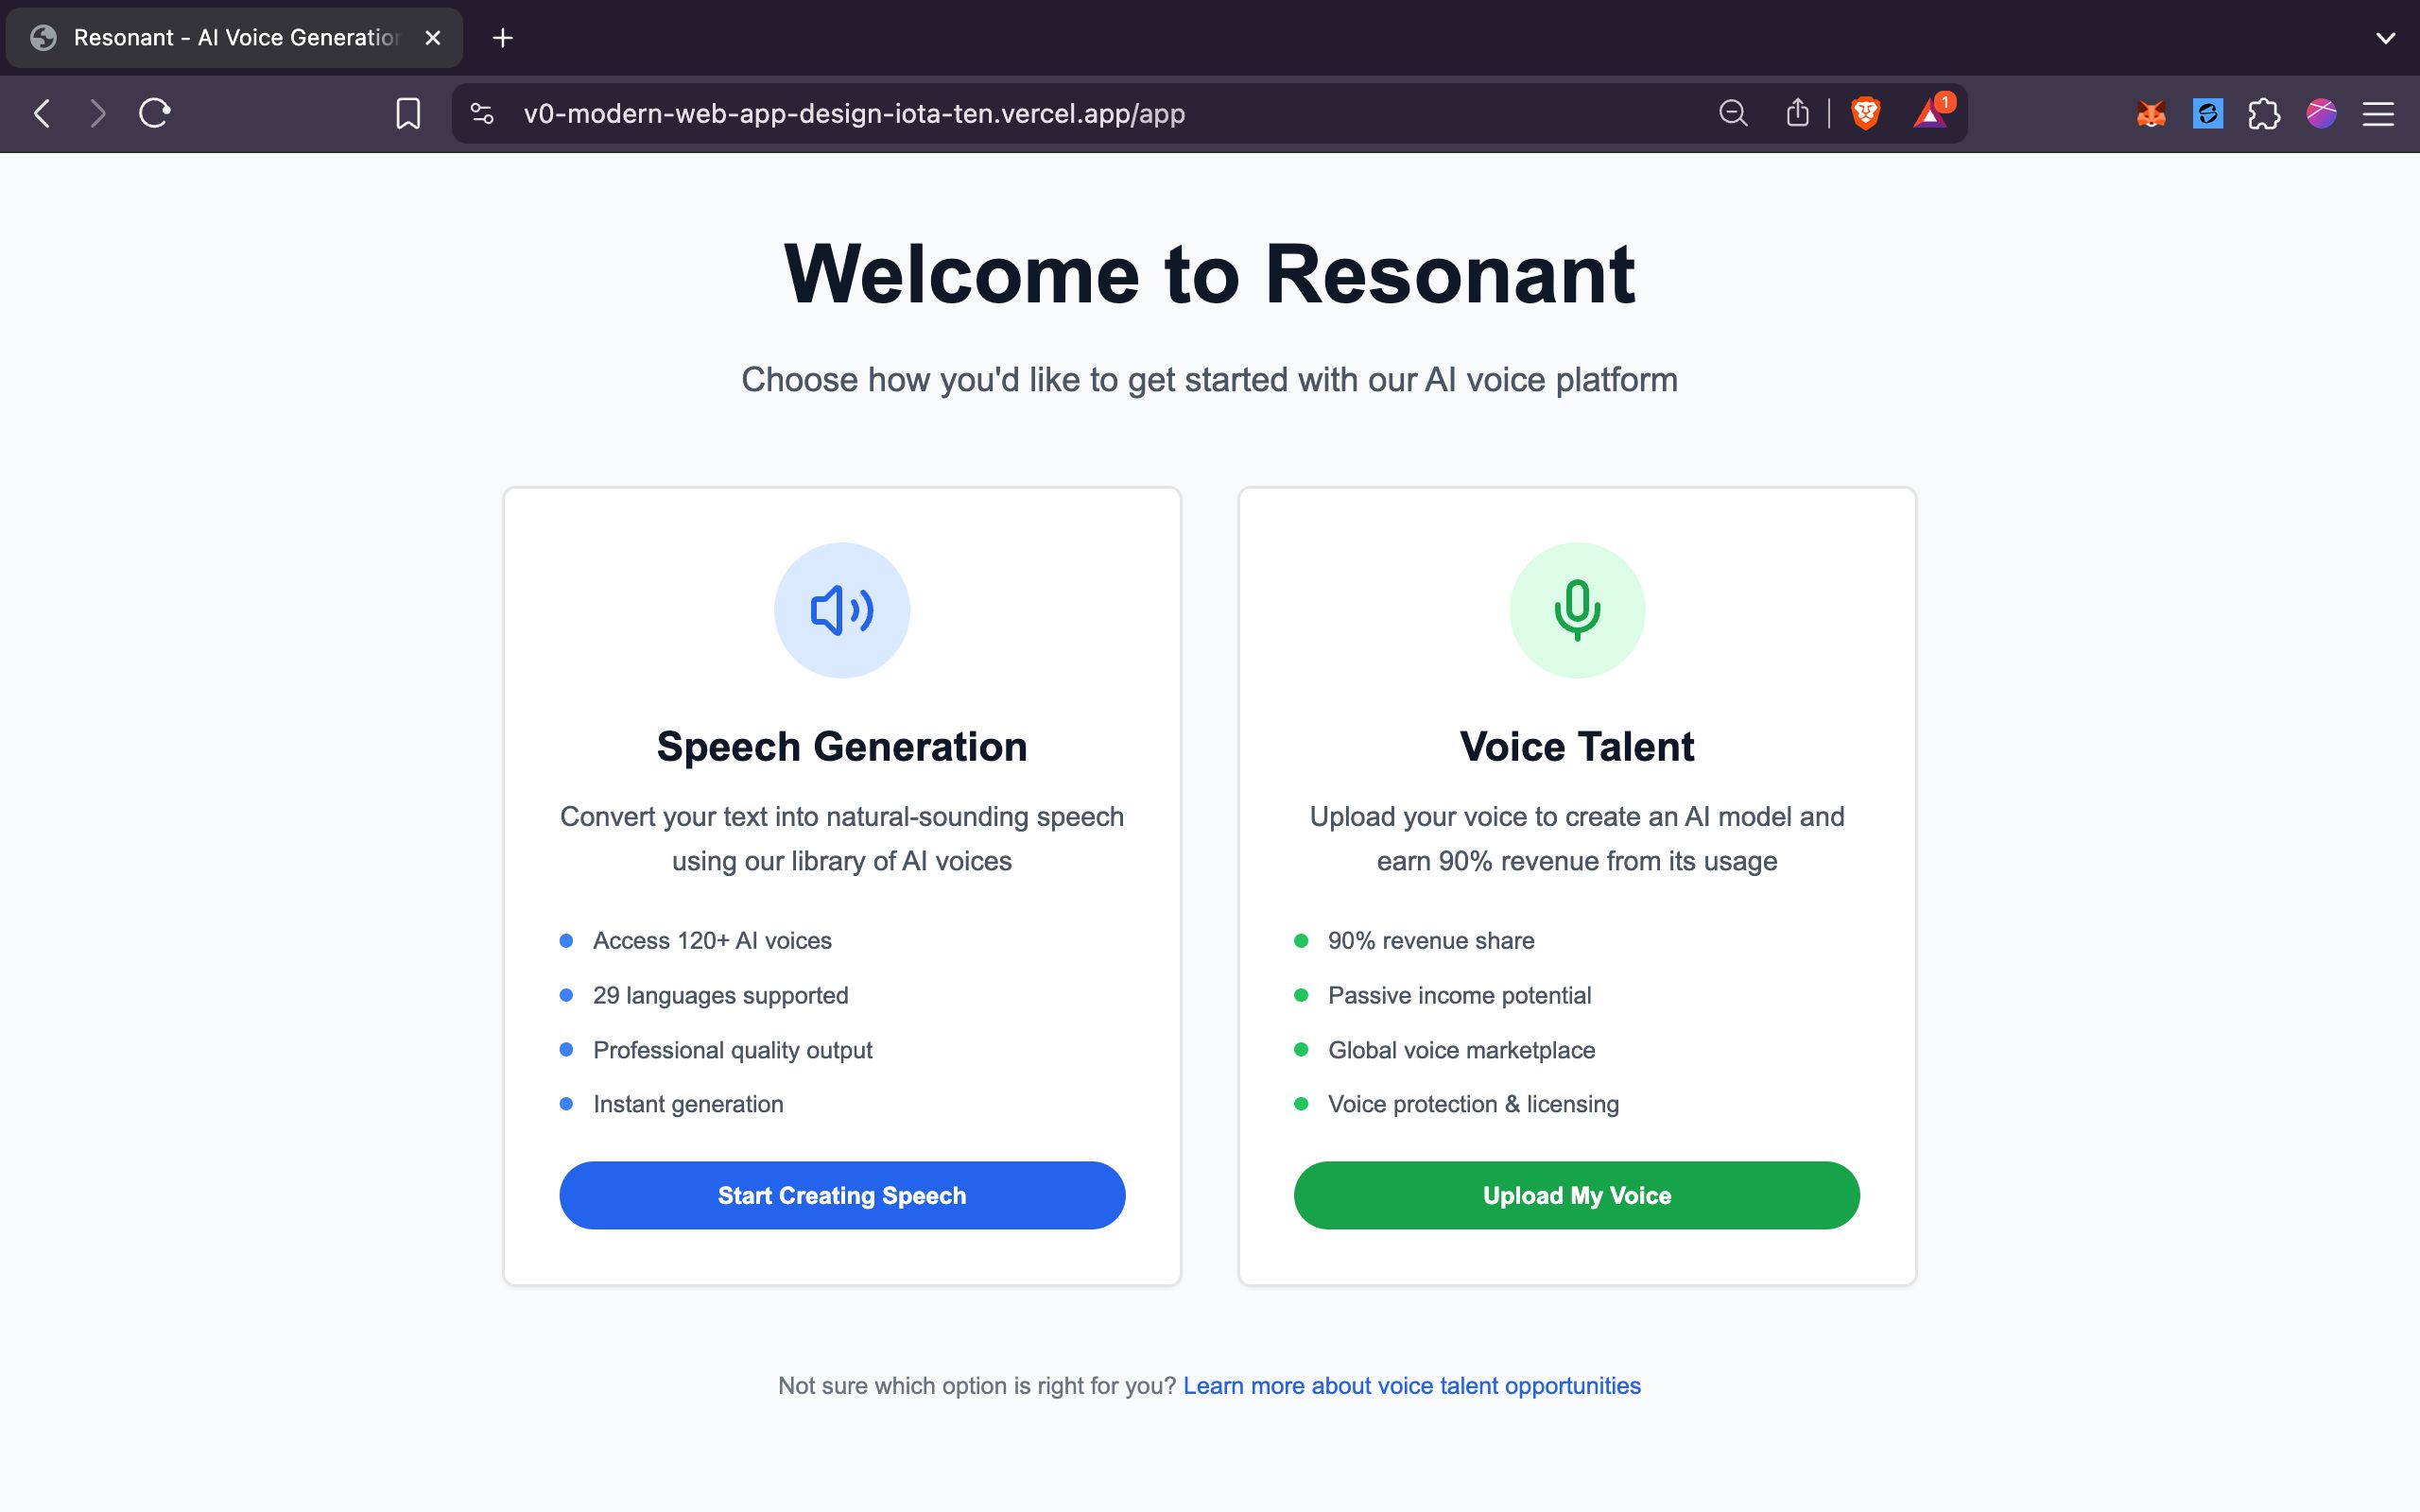 Resonant - AI Voice Generation
v0-modern-web-app-design-iota-ten.vercel.app/app
1
Welcome to Resonant
Choose how you'd like to get started with our AI voice platform
Speech Generation
Convert your text into natural-sounding speech
using our library of AI voices
Access 120+ AI voices
29 languages supported
Professional quality output
Instant generation
Start Creating Speech
Voice Talent
Upload your voice to create an AI model and
earn 90% revenue from its usage
90% revenue share
Passive income potential
Global voice marketplace
Voice protection & licensing
Upload My Voice
Not sure which option is right for you? Learn more about voice talent opportunities